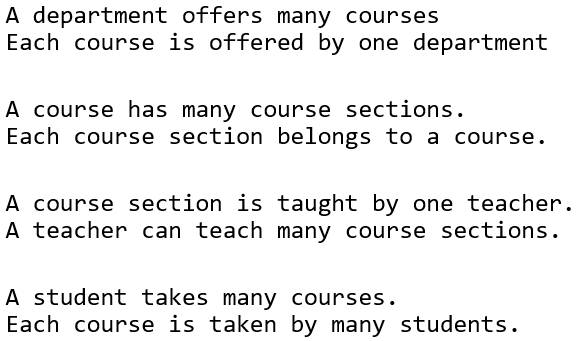 A department offers many courses
Each course is offered by one department
A course has many course sections.
Each course section belongs to a course.
A course section is taught by one teacher.
A teacher can teach many course sections.
A student takes many courses.
Each course is taken by many students.